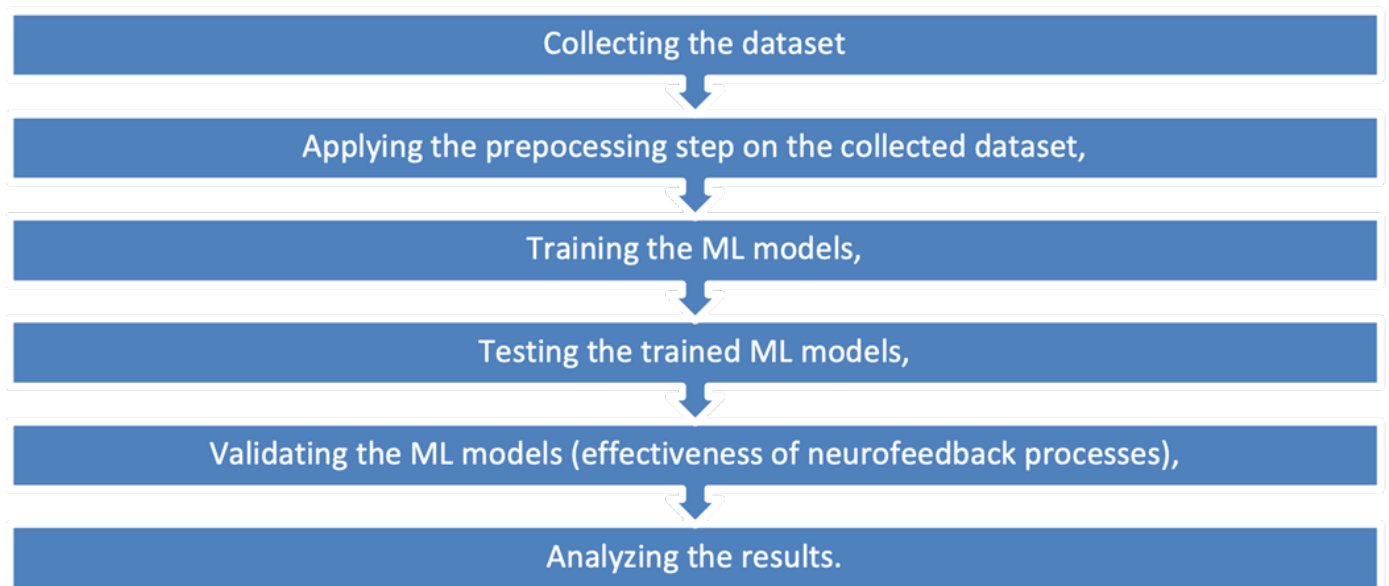 Collecting the dataset
Applying the prepocessing step on the collected dataset,
Training the ML models,
Testing the trained ML models,
Validating the ML models (effectiveness of neurofeedback processes),
Analyzing the results.